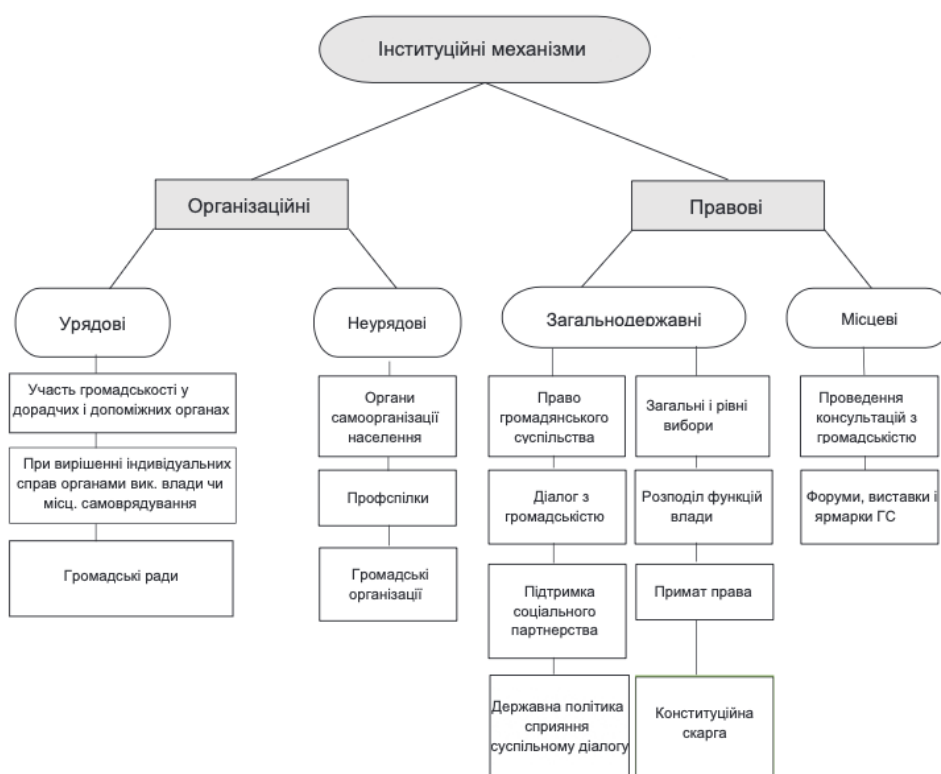 Інституційні механізми
Організаційні
Правові
Урядові
Неурядові
Загальнодержавні
Місцеві
Участь громадськості у
дорадчих і допоміжних органах
При вирішенні індивідуальних
справ органами вик. влади чи
місц. самоврядування
Громадські ради
Органи
самоорганізації
населення
Профспілки
Громадські
організації
Право
громадянського
суспільства
Діалог з
громадськістю
Підтримка
соціального
партнерства
Державна політика
сприяння
суспільному діалогу
Загальні і рівні
вибори
Розподіл функцій
влади
Примат права
Конституційна
скарга
Проведення
консультацій з
громадськістю
Форуми, виставки і
ярмарки ГС